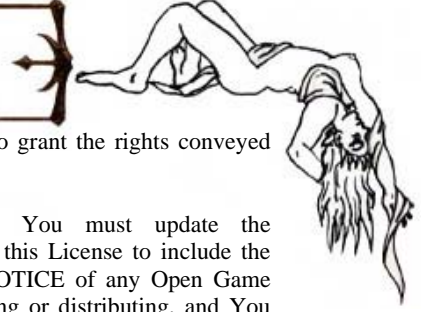 o grant the rights conveyed
You must update the
this License to include the
OTICE of any Open Game
ng or distributing, and You